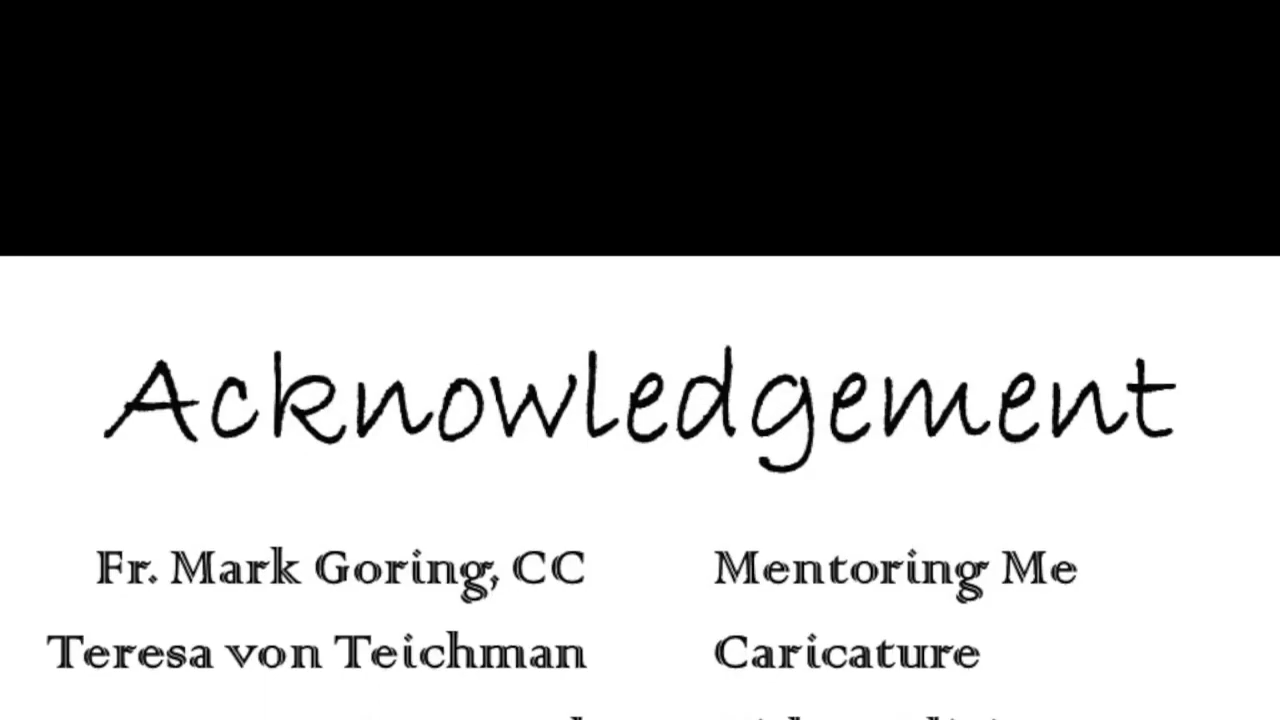 Acknowledgement
Fr. Mark Goring, CC Mentoring Me
Teresa von Teichman Caricature